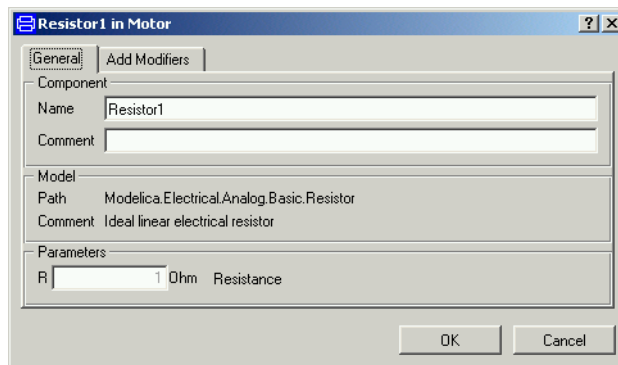 Resistor1 in Motor
General Add Modifiers
Component
Name Resistor1
Comment
Model
Path Modelica.Electrical.Analog.Basic.Resistor
Comment Ideal linear electrical resistor
Parameters
R 1 Ohm Resistance
OK Cancel